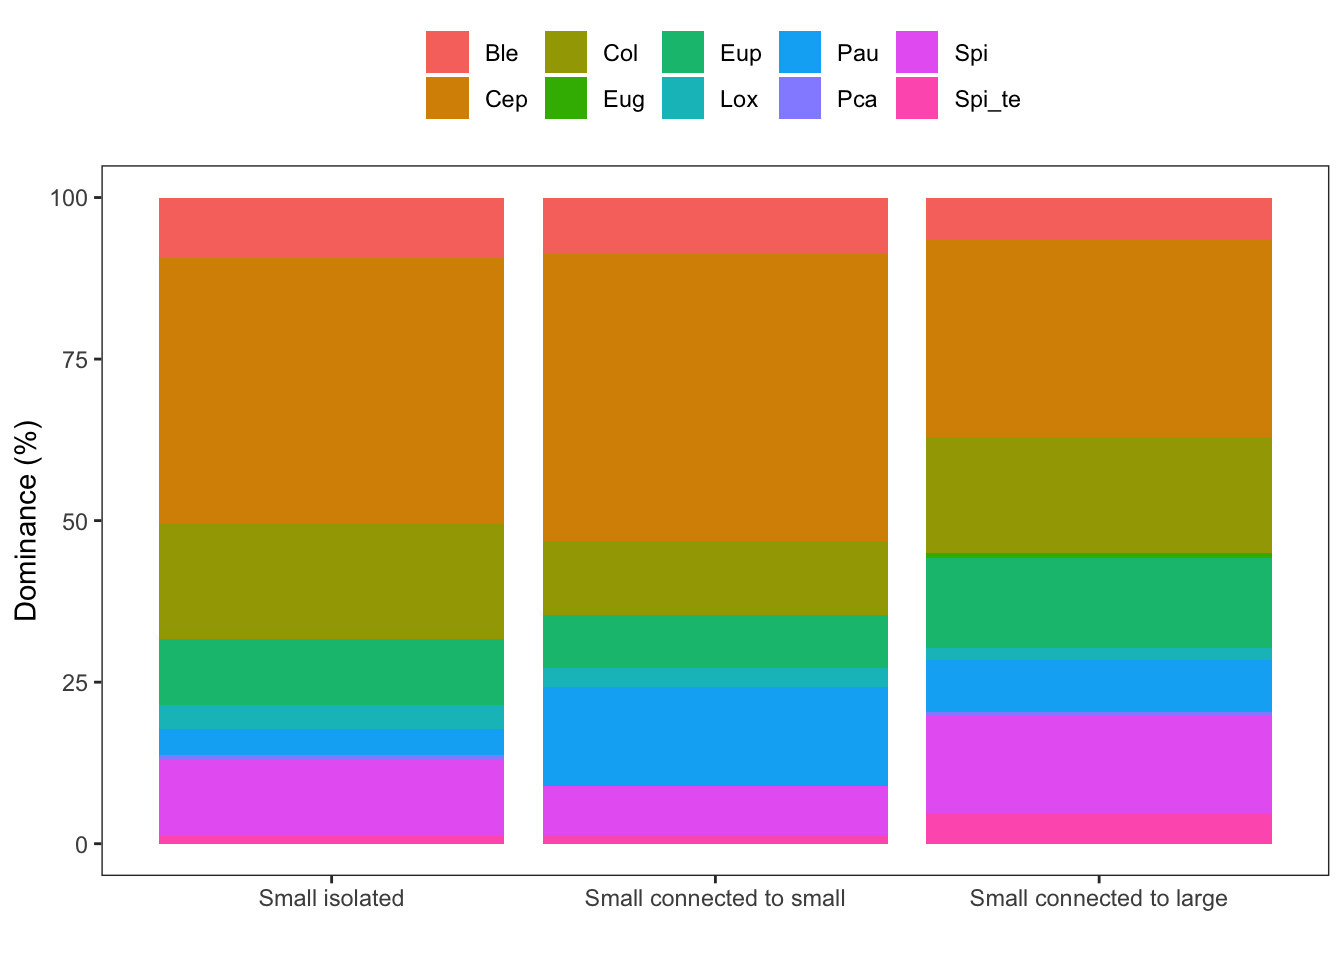 Ble Col Eup Pau Spi
Cep Eug Lox Pca Spi_te
100
75
50
25
0
Dominance (%)
Small isolated Small connected to small Small connected to large